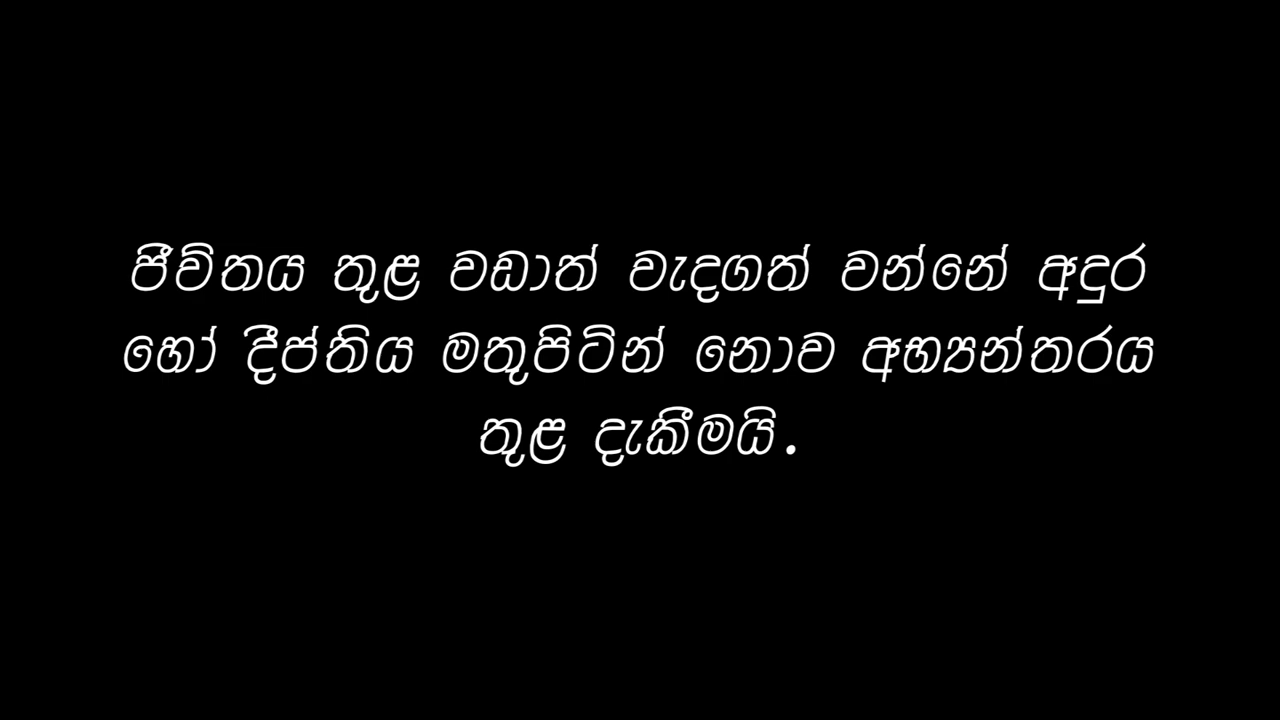 ජීවිතය තුළ වඩාත් වැදගත් වන්නේ අඳුර
හෝ දීප්තිය මතුපිටින් නොව අභ්‍යන්තරය
තුළ දැකීමයි.